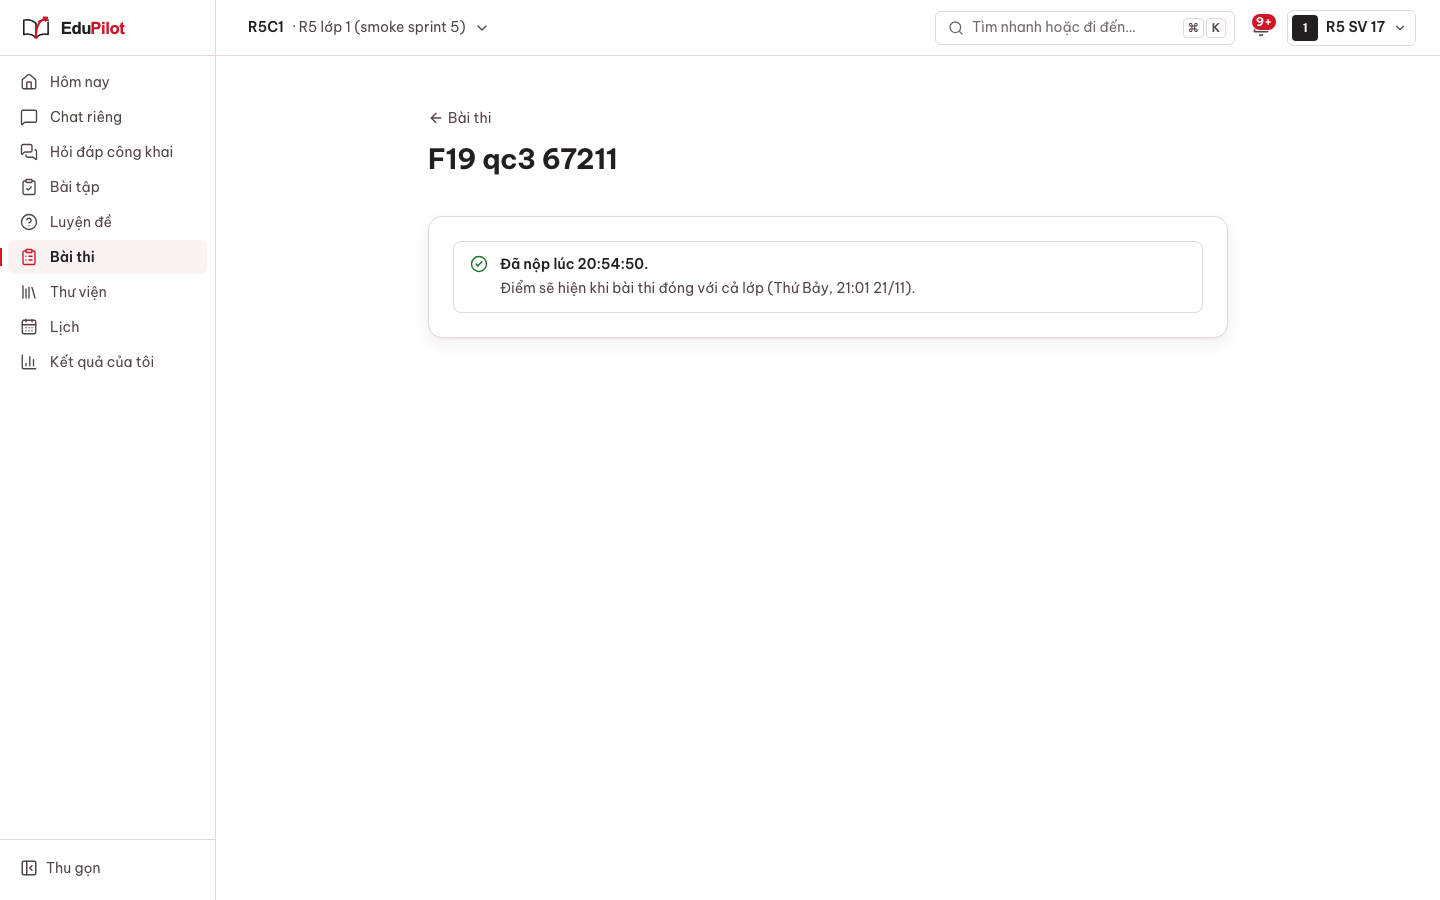 EduPilot
R5C1 · R5 lớp 1 (smoke sprint 5)
Tìm nhanh hoặc đi đến...
⌘ K
9+
1 R5 SV 17
Hôm nay
Chat riêng
Hỏi đáp công khai
Bài tập
Luyện đề
Bài thi
Thư viện
Lịch
Kết quả của tôi
Thu gọn
Bài thi
F19 qc3 67211
Đã nộp lúc 20:54:50.
Điểm sẽ hiện khi bài thi đóng với cả lớp (Thứ Bảy, 21:01 21/11).